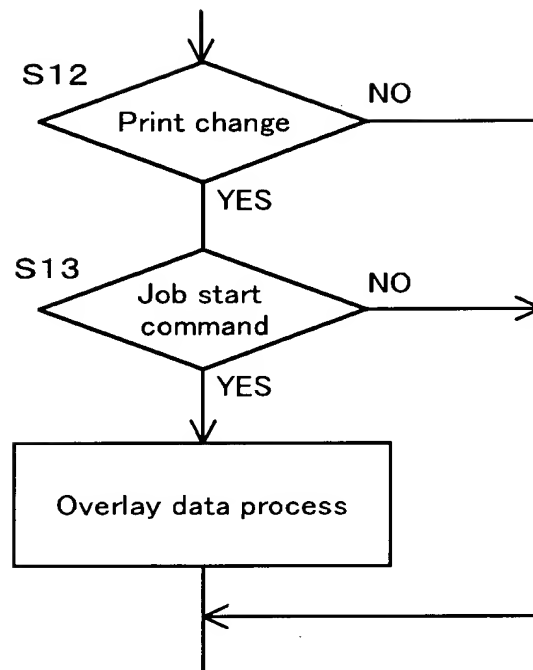 S12
Print change
NO
YES
S13
Job start
command
NO
YES
Overlay data process